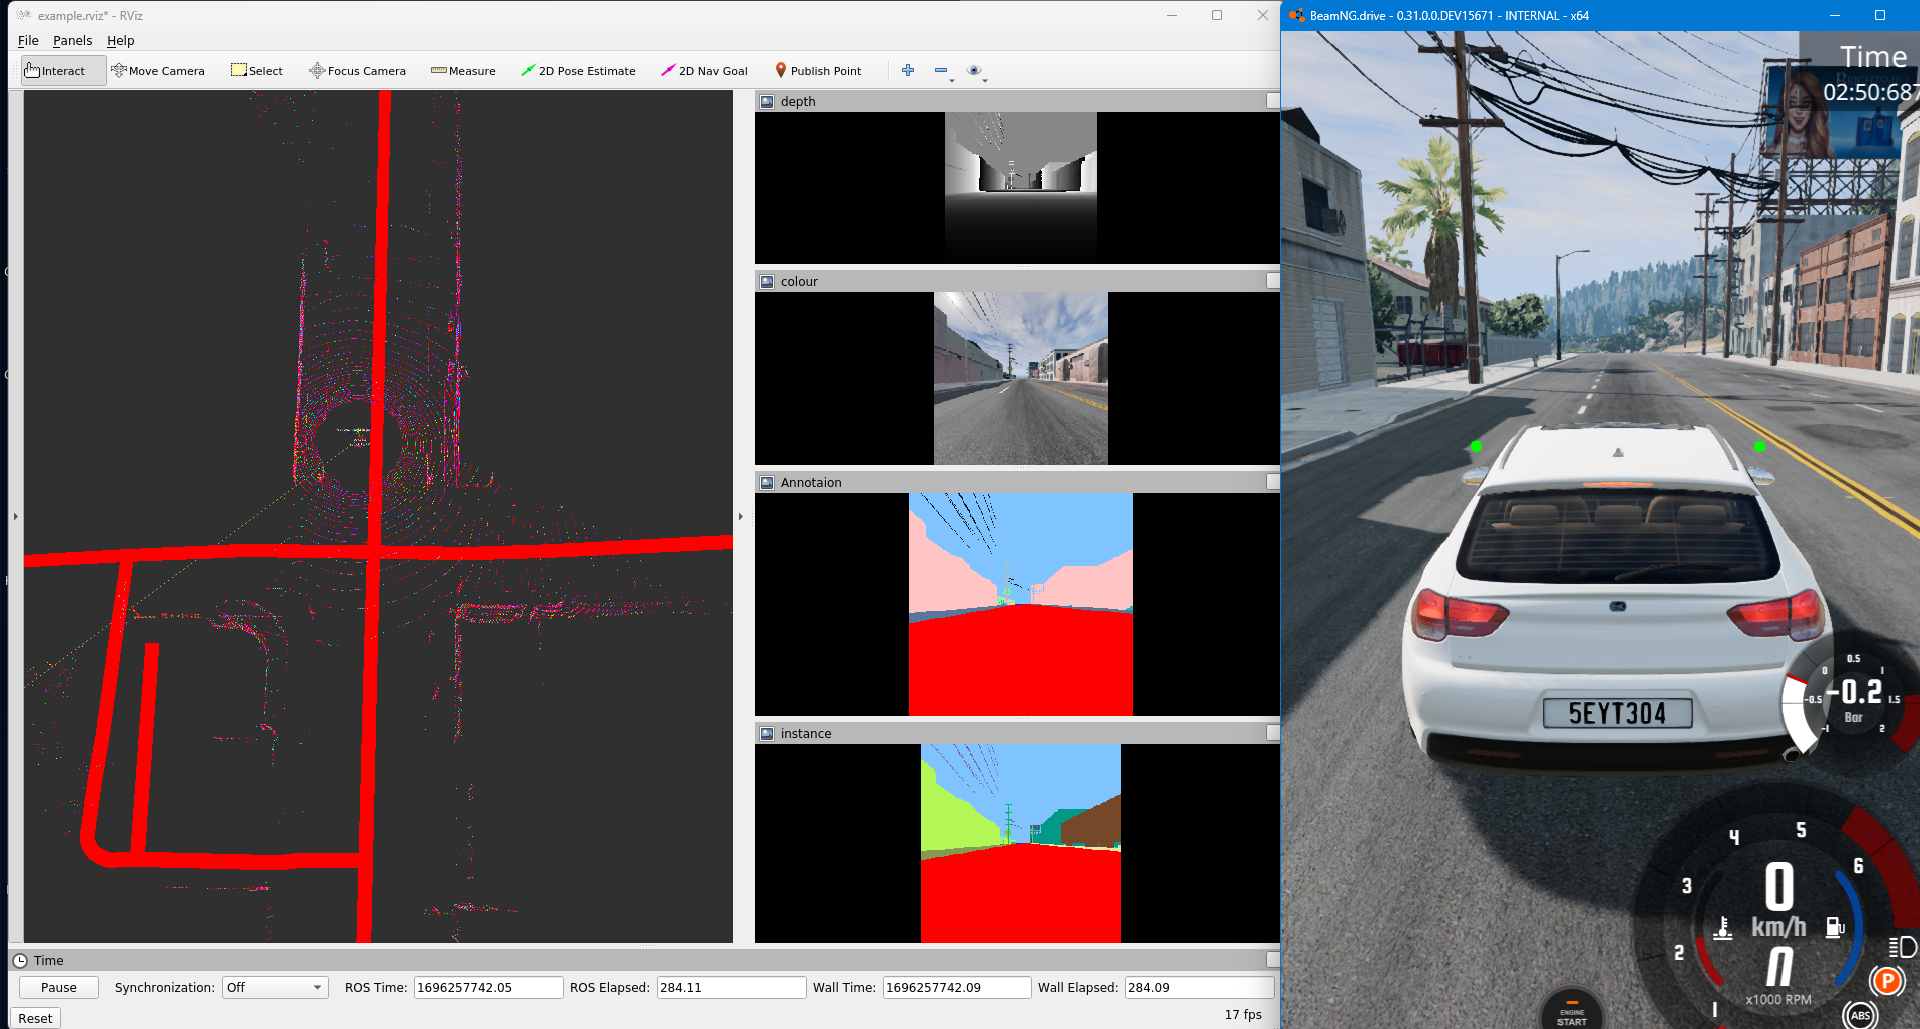 example.rviz* - RViz
File Panels Help
Interact Move Camera Select Focus Camera Measure 2D Pose Estimate 2D Nav Goal Publish Point
depth
colour
Annotaion
instance
Time
Pause Synchronization: Off ROS Time: 1696257742.05 ROS Elapsed: 284.11 Wall Time: 1696257742.09 Wall Elapsed: 284.09
Reset 17 fps
BeamNG.drive - 0.31.0.0.DEV15671 - INTERNAL - x64
Time
02:50:687
5EYT304
0.5
0 1
-0.5 -0.2 1.5
Bar
-1 2
4 5
3 6
0
km/h
2
n
x1000 RPM
1
P
ABS
ENGINE
START